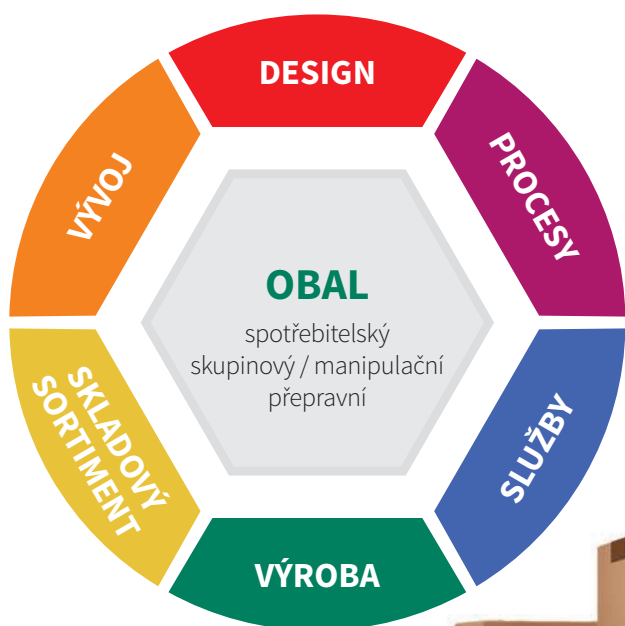 DESIGN
PROCESY
SLUŽBY
VÝROBA
SKLADOVÝ
SORTIMENT
VÝVOJ
OBAL
spotřebitelský
skupinový / manipulační
přepravní